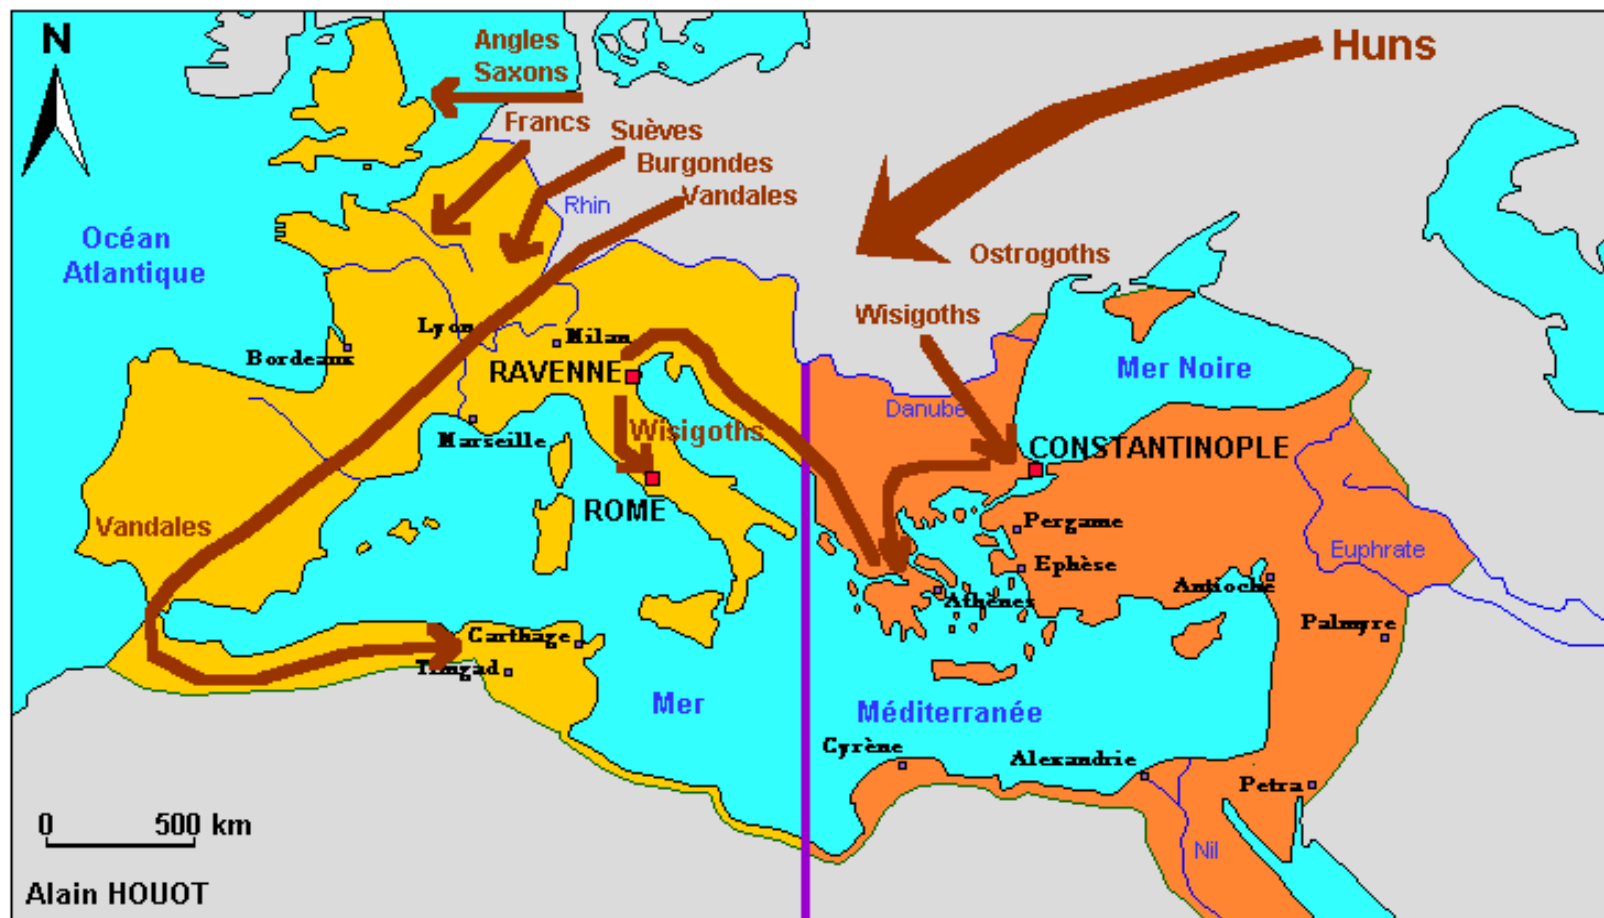 N
Angles
Saxons
Huns
Francs
Suèves
Burgondes
Vandales
Rhin
Océan
Atlantique
Ostrogoths
Wisigoths
Lyon
Milan
Bordeaux
RAVENNE
Mer Noire
Danube
Marseille
Wisigoths
CONSTANTINOPLE
ROME
Vandales
Pergame
Euphrate
Ephèse
Antioche
Athènes
Palmyre
Carthage
Timgad
Mer
Méditerranée
Cyrène
Alexandrie
Petra
0 500 km
Nil
Alain HOUOT